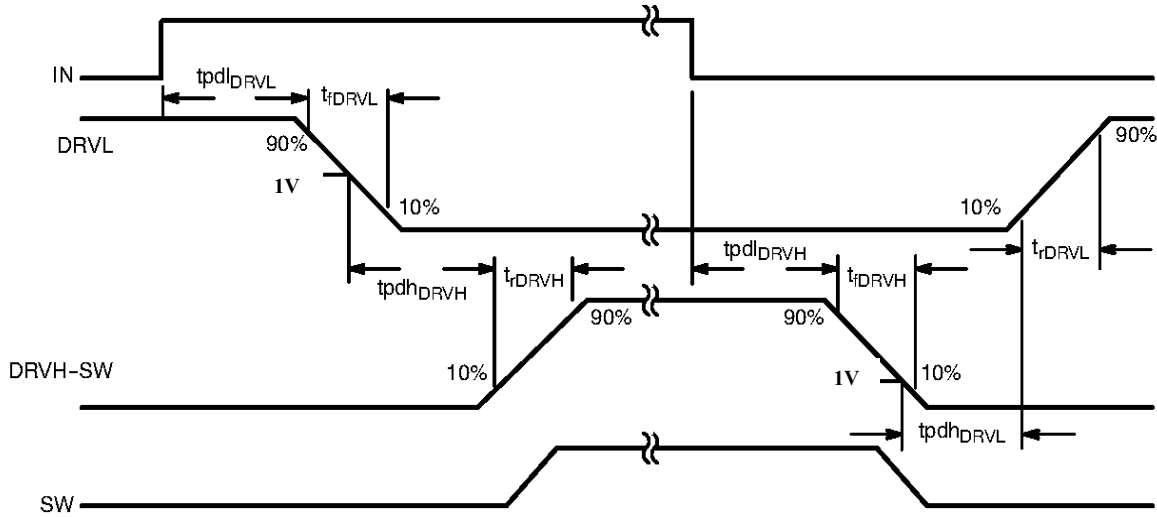 IN
tpdlDRVL
tfDRVL
DRVL
90%
90%
1V
10%
10%
tpdlDRVH
trDRVL
tpdhDRVH
trDRVH
tfDRVH
90%
90%
DRVH-SW
10%
1V
10%
tpdhDRVL
SW